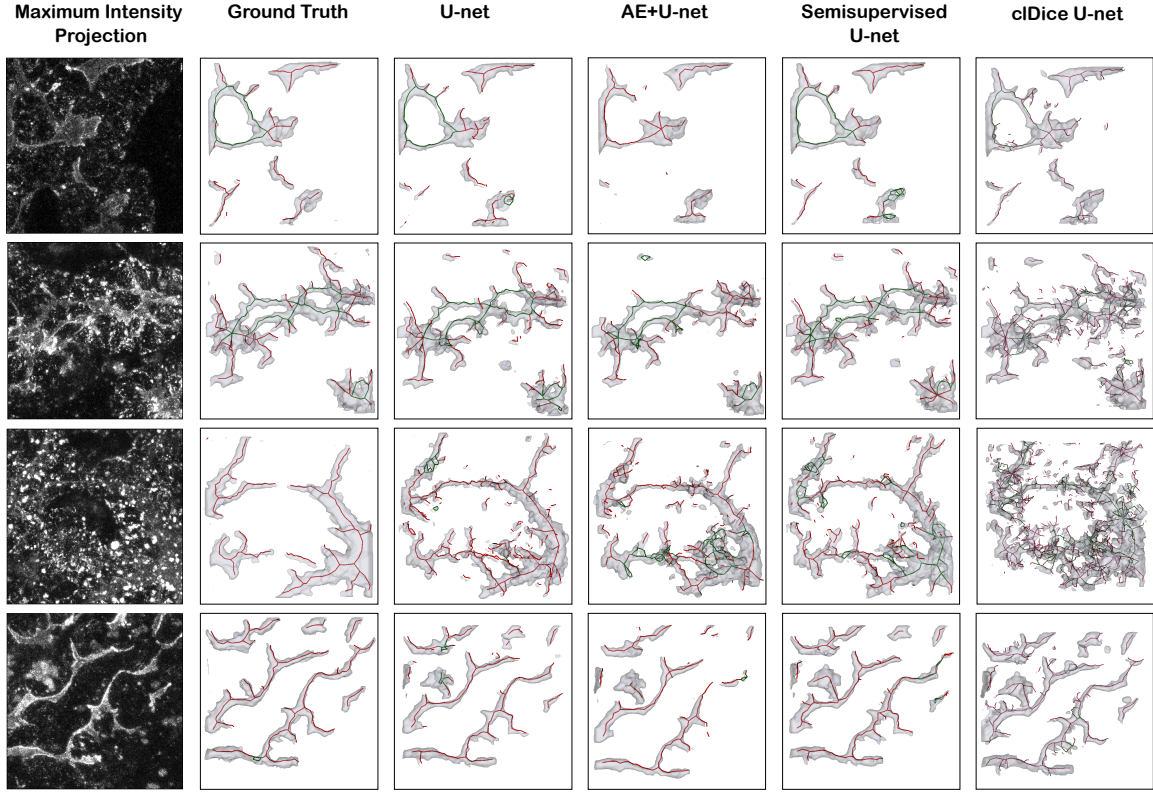 Maximum Intensity Projection
Ground Truth
U-net
AE+U-net
Semisupervised U-net
clDice U-net